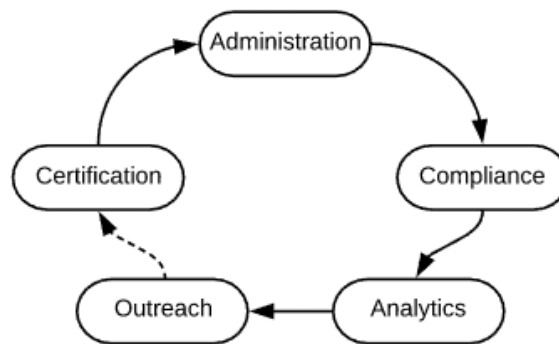 Administration
Certification
Compliance
Outreach
Analytics